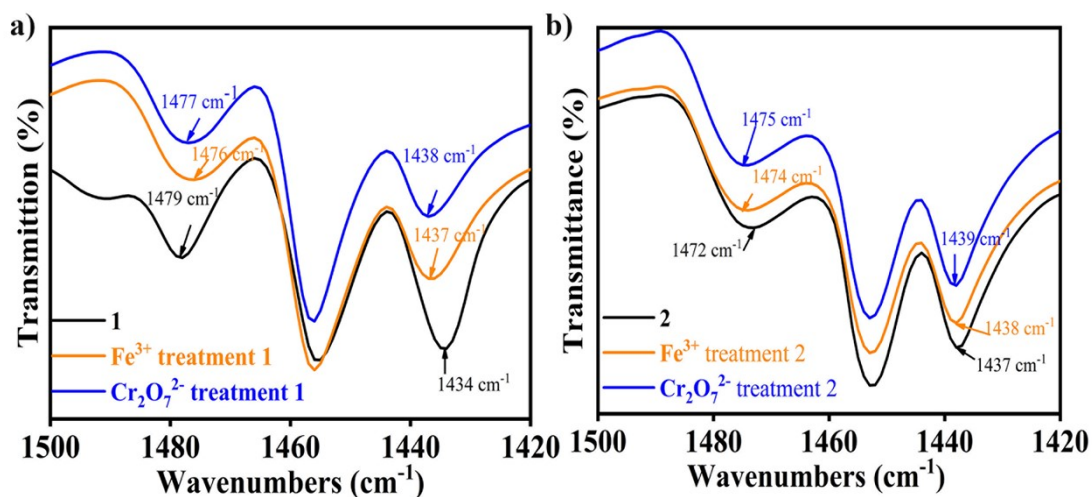 a)
Transmittion (%)
1477 cm⁻¹
1476 cm⁻¹
1479 cm⁻¹
1438 cm⁻¹
1437 cm⁻¹
1434 cm⁻¹
1
Fe³⁺ treatment 1
Cr₂O₇²⁻ treatment 1
1500 1480 1460 1440 1420
Wavenumbers (cm⁻¹)
b)
Transmittance (%)
1475 cm⁻¹
1474 cm⁻¹
1472 cm⁻¹
1439 cm⁻¹
1438 cm⁻¹
1437 cm⁻¹
2
Fe³⁺ treatment 2
Cr₂O₇²⁻ treatment 2
1500 1480 1460 1440 1420
Wavenumbers (cm⁻¹)